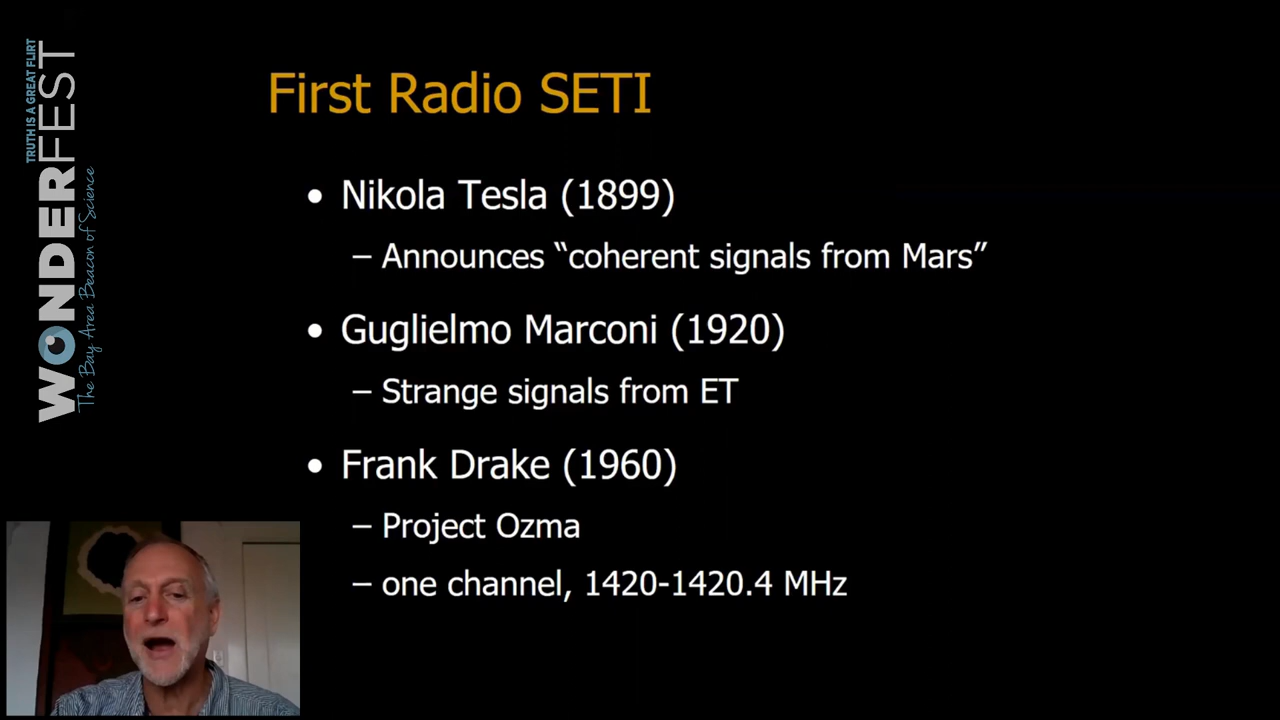 TRUTH IS A GREAT FLIRT
WONDERFEST
The Bay Area Beacon of Science
First Radio SETI
• Nikola Tesla (1899)
– Announces “coherent signals from Mars”
• Guglielmo Marconi (1920)
– Strange signals from ET
• Frank Drake (1960)
– Project Ozma
– one channel, 1420-1420.4 MHz